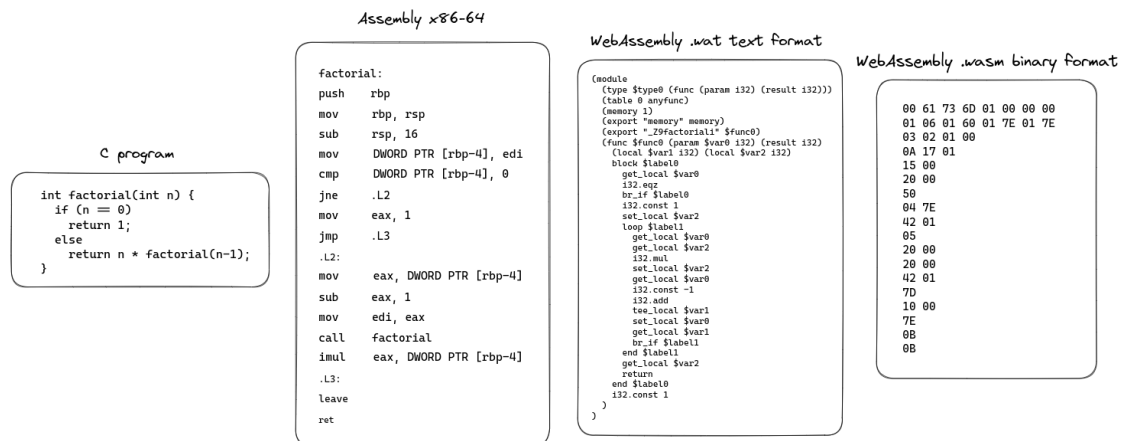 C program
int factorial(int n) {
  if (n == 0)
    return 1;
  else
    return n * factorial(n-1);
}
Assembly x86-64
factorial:
push    rbp
mov     rbp, rsp
sub     rsp, 16
mov     DWORD PTR [rbp-4], edi
cmp     DWORD PTR [rbp-4], 0
jne     .L2
mov     eax, 1
jmp     .L3
.L2:
mov     eax, DWORD PTR [rbp-4]
sub     eax, 1
mov     edi, eax
call    factorial
imul    eax, DWORD PTR [rbp-4]
.L3:
leave
ret
WebAssembly .wat text format
(module
  (type $type0 (func (param i32) (result i32)))
  (table 0 anyfunc)
  (memory 1)
  (export "memory" memory)
  (export "_Z9factoriali" $func0)
  (func $func0 (param $var0 i32) (result i32)
    (local $var1 i32) (local $var2 i32)
    block $label0
      get_local $var0
      i32.eqz
      br_if $label0
      i32.const 1
      set_local $var2
      loop $label1
        get_local $var0
        get_local $var2
        i32.mul
        set_local $var2
        get_local $var0
        i32.const -1
        i32.add
        tee_local $var1
        set_local $var0
        get_local $var1
        br_if $label1
      end $label1
      get_local $var2
      return
    end $label0
    i32.const 1
  )
)
WebAssembly .wasm binary format
00 61 73 6D 01 00 00 00
01 06 01 60 01 7E 01 7E
03 02 01 00
0A 17 01
15 00
20 00
50
04 7E
42 01
05
20 00
20 00
42 01
7D
10 00
7E
0B
0B